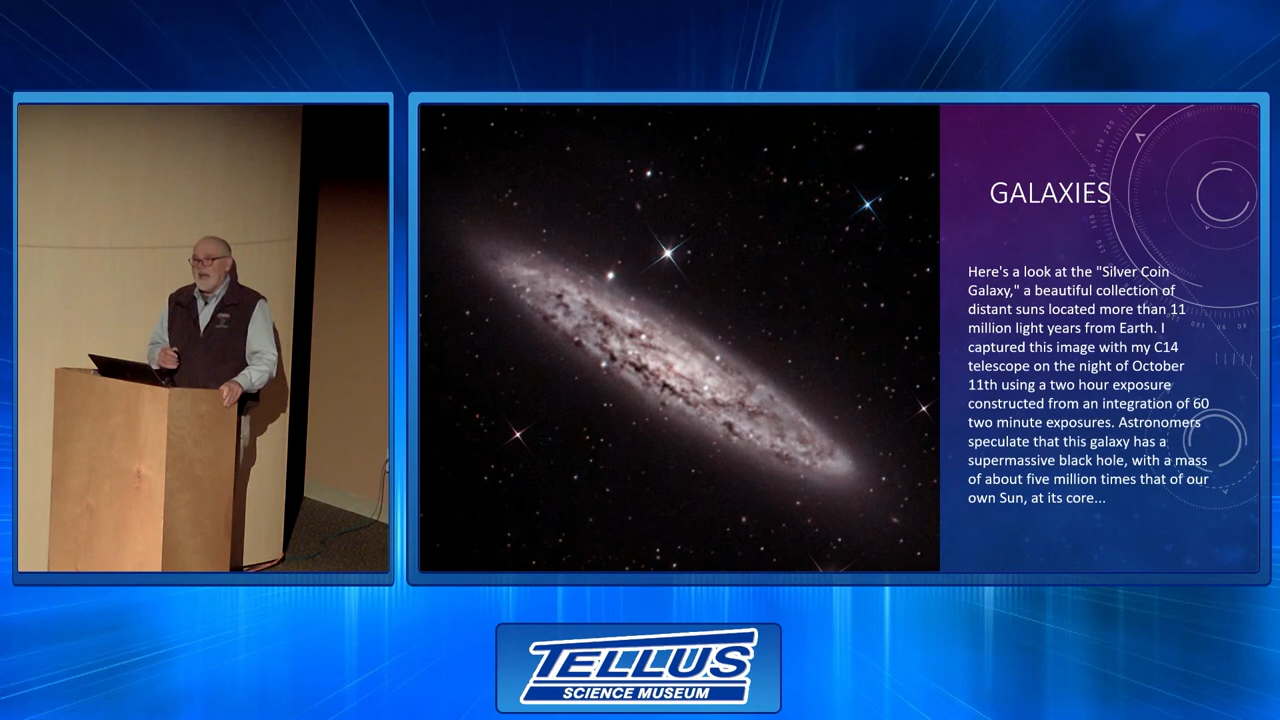 GALAXIES
Here's a look at the "Silver Coin
Galaxy," a beautiful collection of
distant suns located more than 11
million light years from Earth. I
captured this image with my C14
telescope on the night of October
11th using a two hour exposure
constructed from an integration of 60
two minute exposures. Astronomers
speculate that this galaxy has a
supermassive black hole, with a mass
of about five million times that of our
own Sun, at its core...
TELLUS
SCIENCE MUSEUM